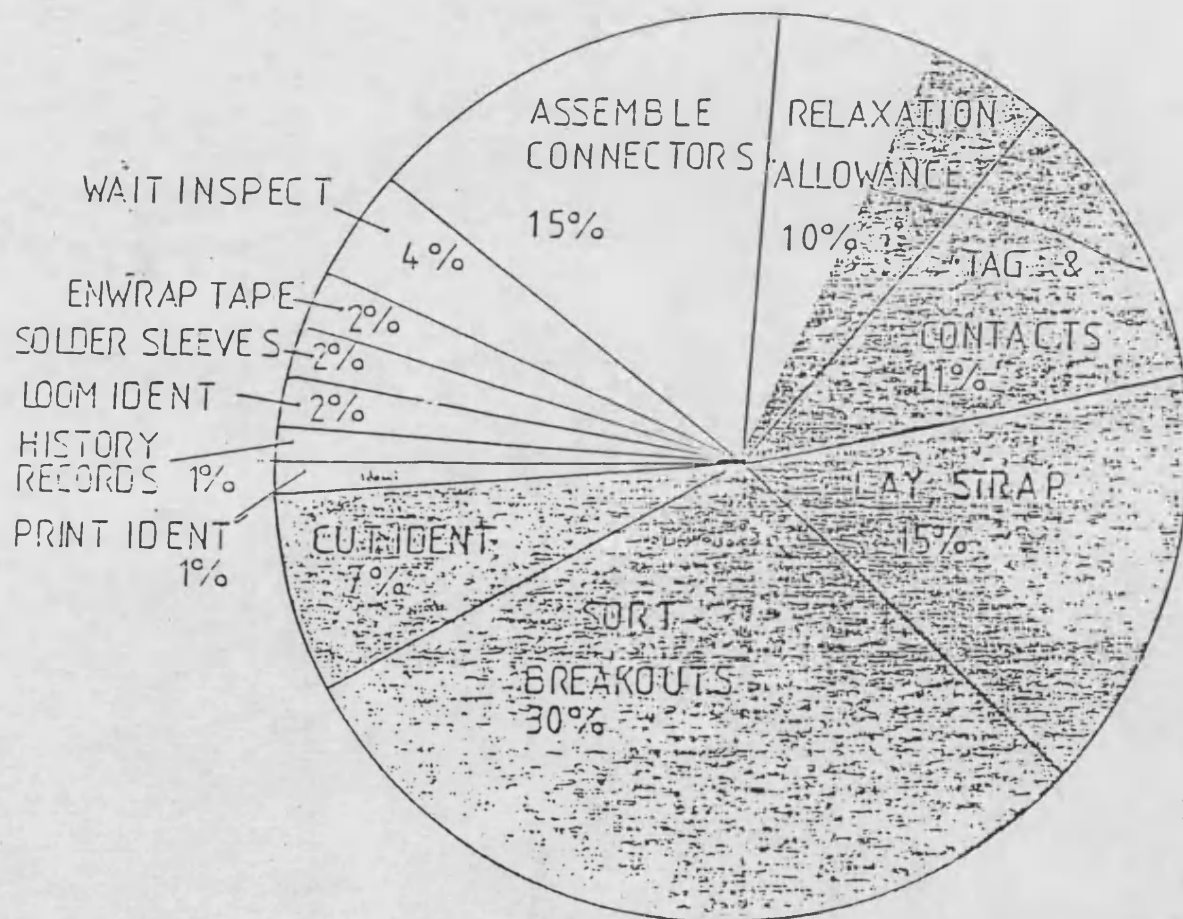 ASSEMBLE
CONNECTORS
15%
RELAXATION
ALLOWANCE
10%
TAG &
CONTACTS
11%
LAY STRAP
15%
SORT
BREAKOUTS
30%
CUT IDENT
7%
PRINT IDENT
1%
HISTORY
RECORDS 1%
LOOM IDENT
2%
SOLDER SLEEVES
2%
ENWRAP TAPE
2%
WAIT INSPECT
4%